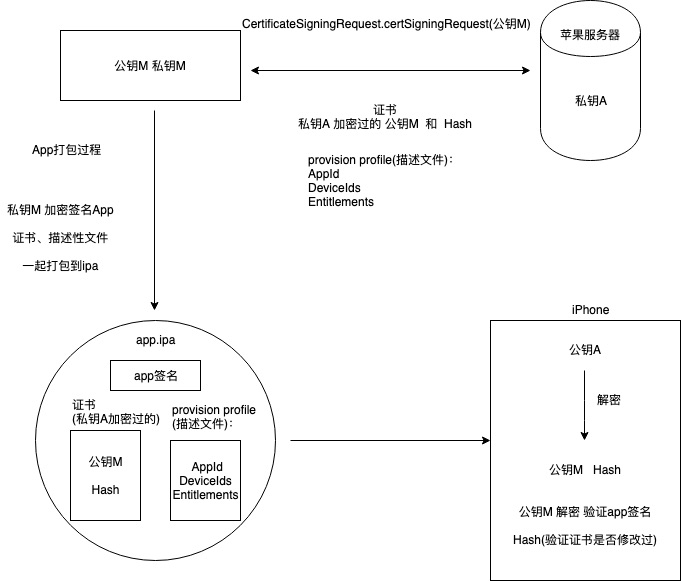 CertificateSigningRequest.certSigningRequest(公钥M)
苹果服务器
公钥M 私钥M
私钥A
证书
私钥A 加密过的 公钥M 和 Hash
App打包过程
provision profile(描述文件):
AppId
DeviceIds
Entitlements
私钥M 加密签名App
证书、描述性文件
一起打包到ipa
app.ipa
app签名
证书
(私钥A加密过的)
公钥M
Hash
provision profile
(描述文件):
AppId
DeviceIds
Entitlements
iPhone
公钥A
解密
公钥M Hash
公钥M 解密 验证app签名
Hash(验证证书是否修改过)